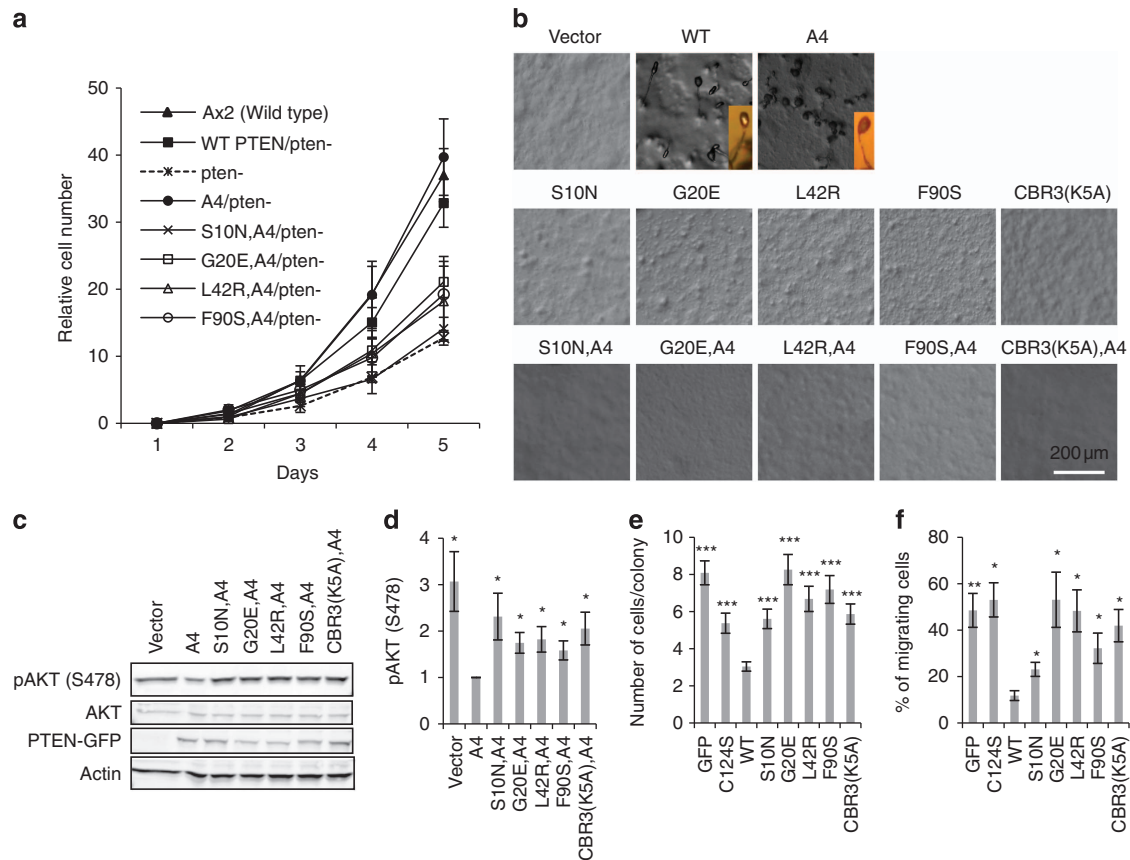 a
50
40
30
20
10
0
Relative cell number
Ax2 (Wild type)
WT PTEN/pten-
pten-
A4/pten-
S10N,A4/pten-
G20E,A4/pten-
L42R,A4/pten-
F90S,A4/pten-
1 2 3 4 5
Days
b
Vector WT A4
S10N G20E L42R F90S CBR3(K5A)
S10N,A4 G20E,A4 L42R,A4 F90S,A4 CBR3(K5A),A4
200 µm
c
Vector
A4
S10N,A4
G20E,A4
L42R,A4
F90S,A4
CBR3(K5A),A4
pAKT (S478)
AKT
PTEN-GFP
Actin
d
pAKT (S478)
4
3
2
1
0
* * * * * *
Vector
A4
S10N,A4
G20E,A4
L42R,A4
F90S,A4
CBR3(K5A),A4
e
Number of cells/colony
10
8
6
4
2
0
*** *** *** *** *** *** ***
GFP
C124S
WT
S10N
G20E
L42R
F90S
CBR3(K5A)
f
% of migrating cells
80
60
40
20
0
** * * * * * *
GFP
C124S
WT
S10N
G20E
L42R
F90S
CBR3(K5A)